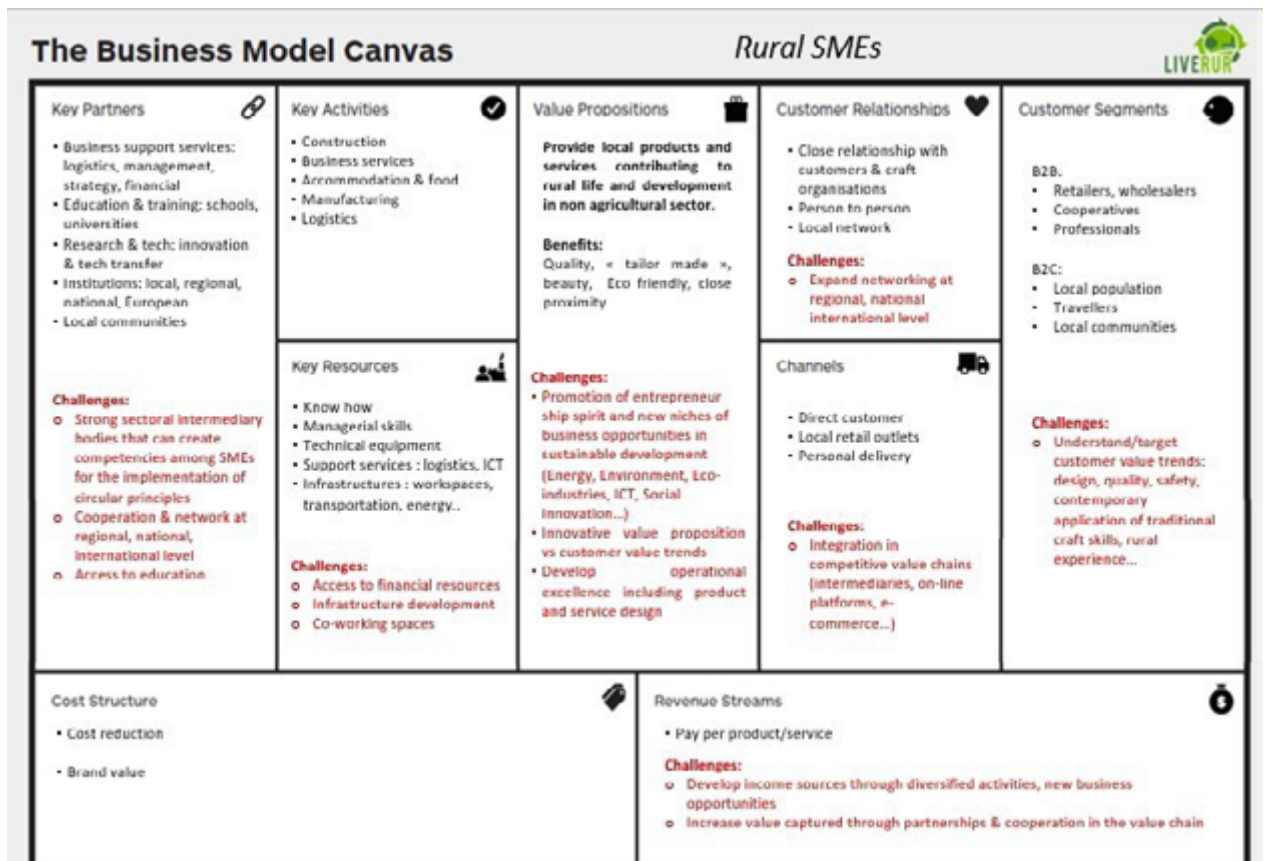 The Business Model Canvas
Rural SMEs
LIVERUR
Key Partners
▪ Business support services:
logistics, management,
strategy, financial
▪ Education & training: schools,
universities
▪ Research & tech: innovation
& tech transfer
▪ Institutions: local, regional,
national, European
- Local communities
Challenges:
o Strong sectoral intermediary
bodies that can create
competencies among SMEs
for the implementation of
circular principles
o Cooperation & network at
regional, national,
international level
o Access to education
Key Activities
▪ Construction
▪ Business services
▪ Accommodation & food
- Manufacturing
▪ Logistics
Key Resources
▪ Know how
▪ Managerial skills
▪ Technical equipment
▪ Support services : logistics, ICT
- Infrastructures : workspaces,
transportation, energy..
Challenges:
o Access to financial resources
o Infrastructure development
o Co-working spaces
Value Propositions
Provide local products and
services contributing to
rural life and development
in non agricultural sector.
Benefits:
Quality, « tailor made »,
beauty, Eco friendly, close
proximity
Challenges:
▪ Promotion of entrepreneur
ship spirit and new niches of
business opportunities in
sustainable development
(Energy, Environment, Eco-
industries, ICT, Social
Innovation...)
▪ Innovative value proposition
vs customer value trends
▪ Develop operational
excellence including product
and service design
Customer Relationships
▪ Close relationship with
customers & craft
organisations
▪ Person to person
- Local network
Challenges:
o Expand networking at
regional, national
international level
Channels
- Direct customer
▪ Local retail outlets
▪ Personal delivery
Challenges:
o Integration in
competitive value chains
(intermediaries, on-line
platforms, e-
commerce...)
Customer Segments
B2B:
▪ Retailers, wholesalers
▪ Cooperatives
▪ Professionals
B2C:
▪ Local population
- Travellers
▪ Local communities
Challenges:
o Understand/target
customer value trends:
design, quality, safety,
contemporary
application of traditional
craft skills, rural
experience...
Cost Structure
▪ Cost reduction
- Brand value
Revenue Streams
▪ Pay per product/service
Challenges:
o Develop income sources through diversified activities, new business
opportunities
o Increase value captured through partnerships & cooperation in the value chain